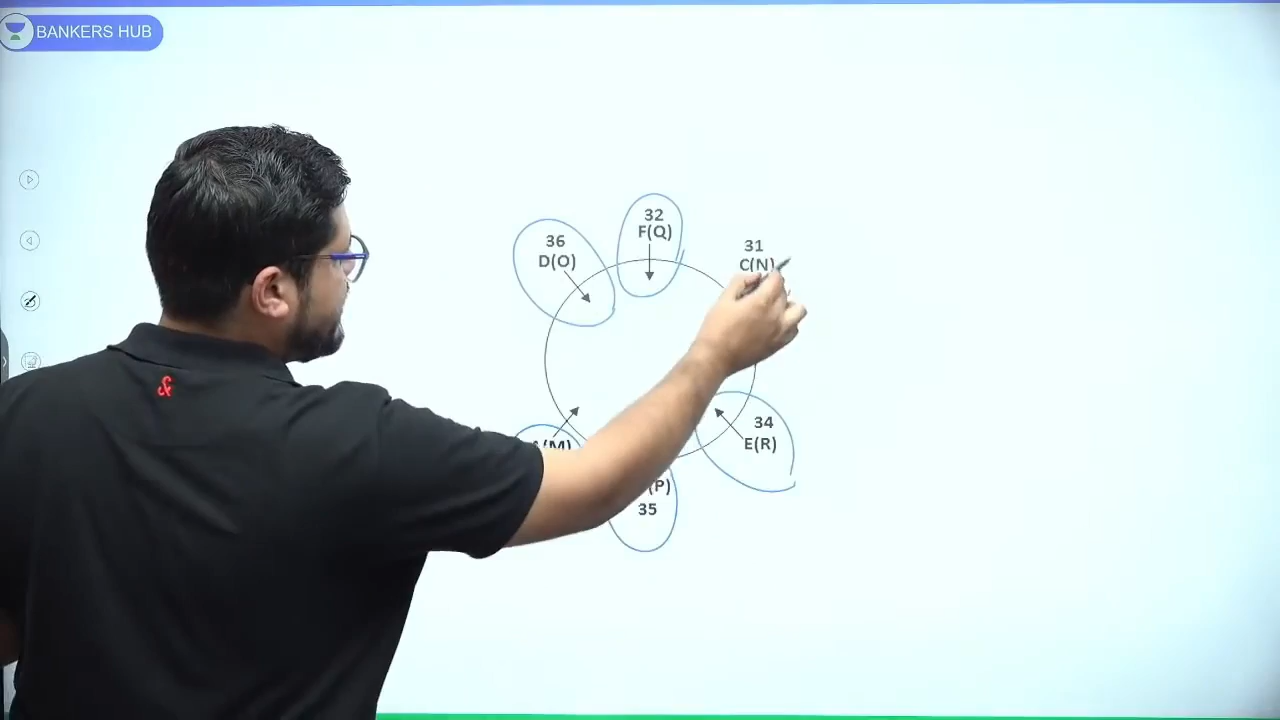 BANKERS HUB
32
F(Q)
36
D(O)
31
C(N)
34
E(R)
A(M)
(P)
35